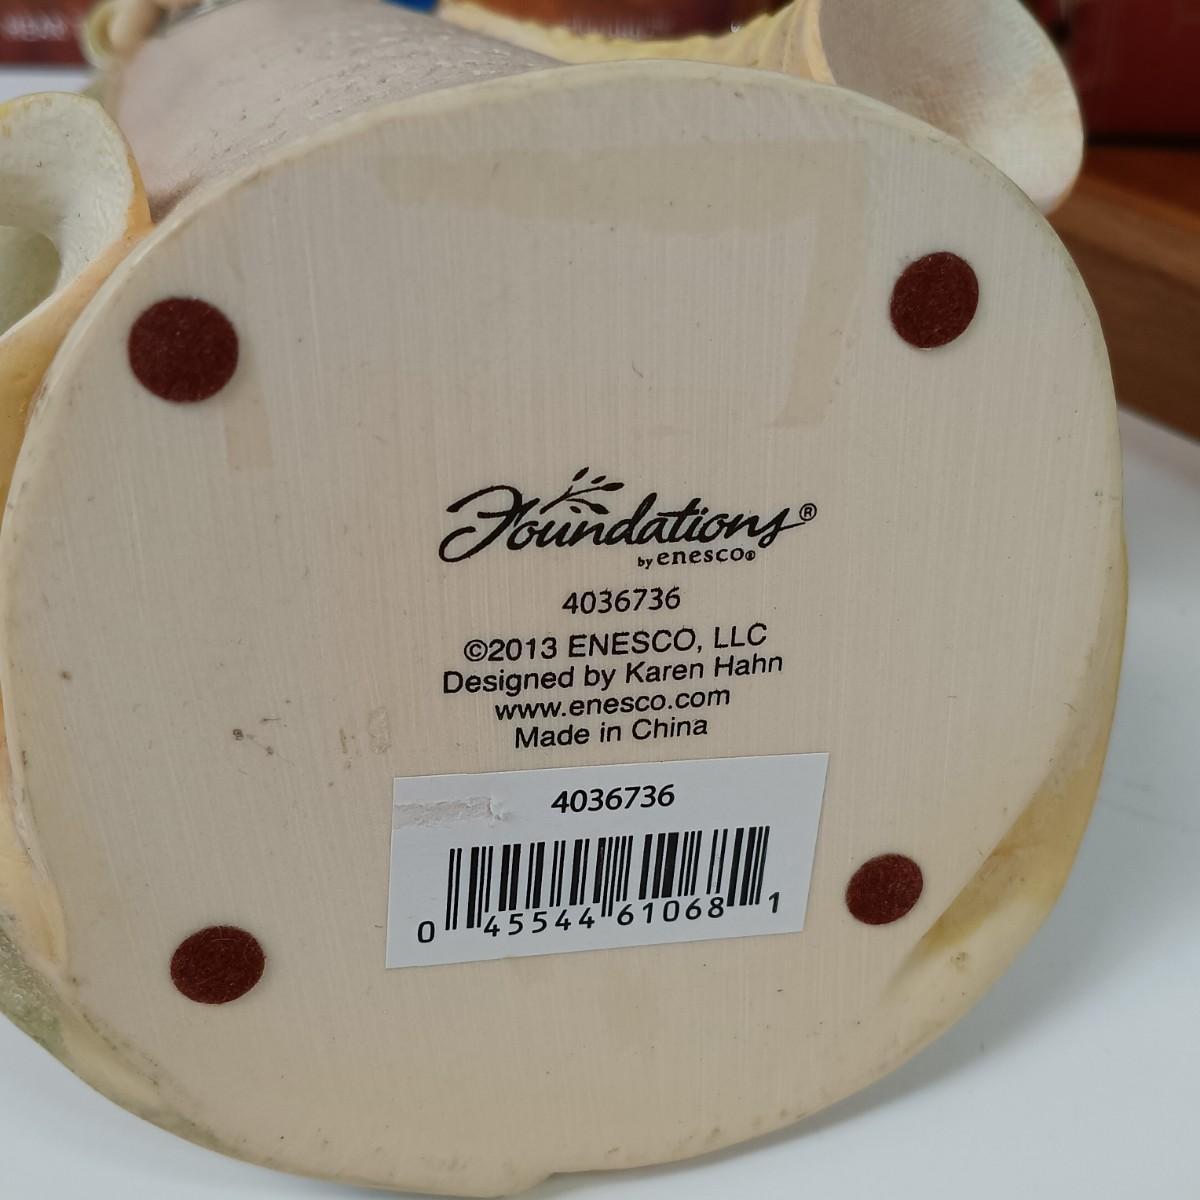 Foundations®
by enesco®
4036736
©2013 ENESCO, LLC
Designed by Karen Hahn
www.enesco.com
Made in China
4036736
0 45544 61068 1